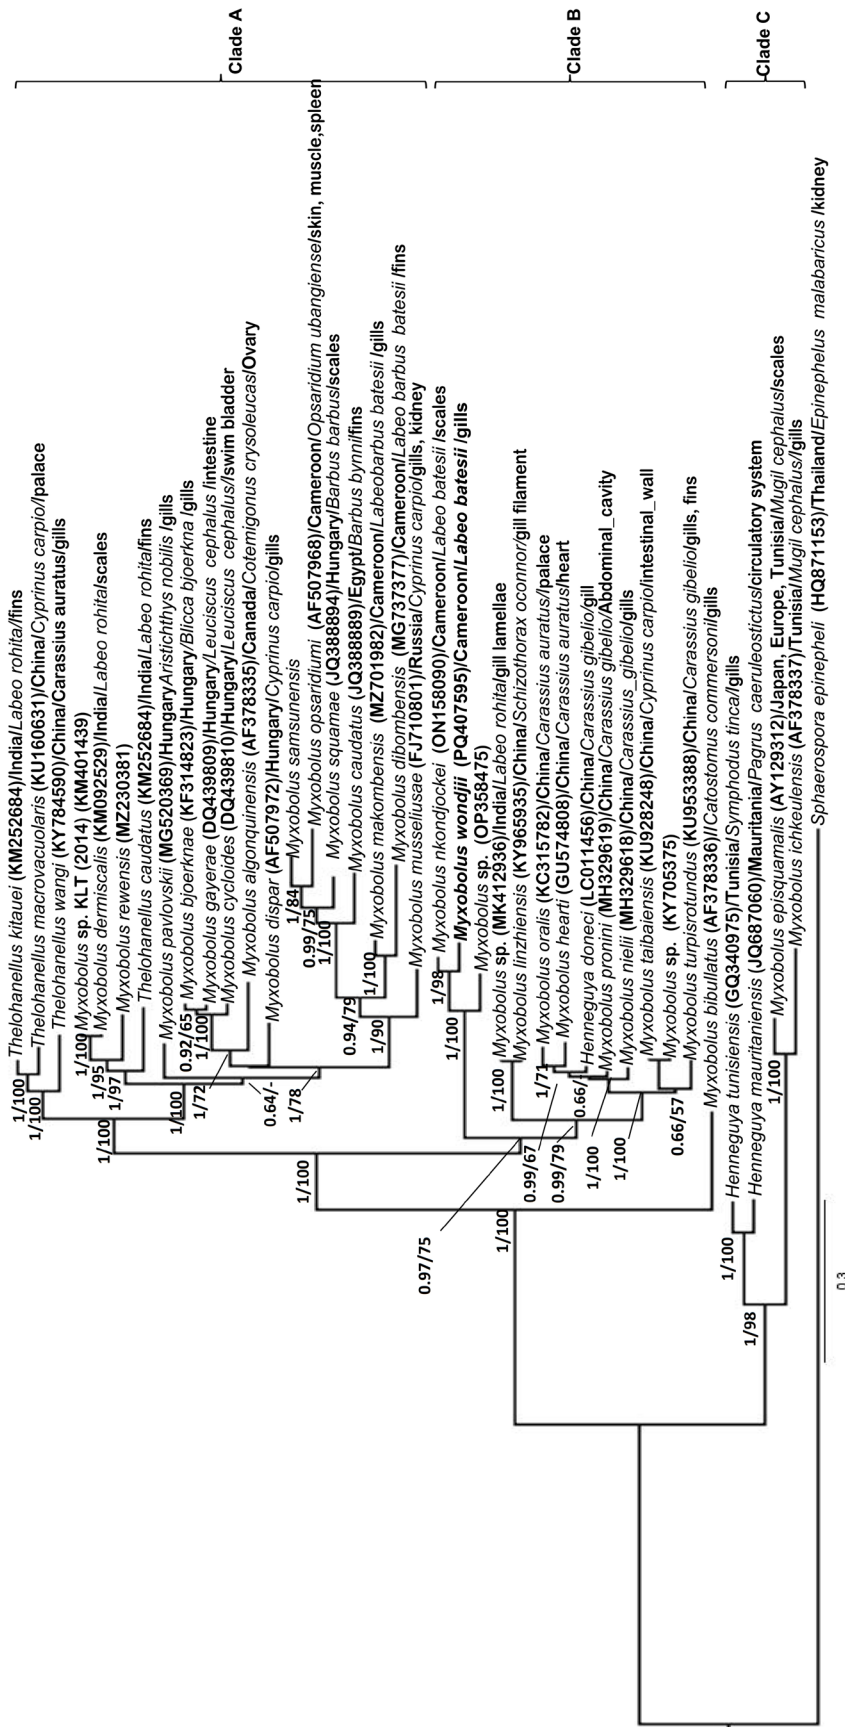 Thelohanellus kitauei (KM252684)/India/Labeo rohita/fins
Thelohanellus macrovacuolaris (KU160631)/China/Cyprinus carpio/palace
Thelohanellus wangi (KY784590)/China/Carassius auratus/gills
Myxobolus sp. KLT (2014) (KM401439)
Myxobolus dermiscalis (KM092529)/India/Labeo rohita/scales
Myxobolus rewensis (MZ230381)
Thelohanellus caudatus (KM252684)/India/Labeo rohita/fins
Myxobolus pavlovskii (MG520369)/HungaryAristichthys nobilis /gills
Myxobolus bjoerknae (KF314823)/Hungary/Blicca bjoerkna /gills
Myxobolus gayerae (DQ439809)/Hungary/Leuciscus cephalus /intestine
Myxobolus cycloides (DQ439810)/Hungary/Leuciscus cephalus/swim bladder
Myxobolus algonquinensis (AF378335)/Canada/Cotemigonus crysoleucas/Ovary
Myxobolus dispar (AF507972)/Hungary/Cyprinus carpio/gills
Myxobolus samsunensis
Myxobolus opsaridiumi (AF507968)/Cameroon/Opsaridium ubangiense/skin, muscle,spleen
Myxobolus squamae (JQ388894)/Hungary/Barbus barbus/scales
Myxobolus caudatus (JQ388889)/Egypt/Barbus bynni/fins
Myxobolus makombensis (MZ701982)/Cameroon/Labeobarbus batesii /gills
Myxobolus dibombensis (MG737377)/Cameroon/Labeo barbus batesii /fins
Myxobolus musseliusae (FJ710801)/Russia/Cyprinus carpio/gills, kidney
Myxobolus nkondjockei (ON158090)/Cameroon/Labeo batesii /scales
Myxobolus wondjii (PQ407595)/Cameroon/Labeo batesii /gills
Myxobolus sp. (OP358475)
Myxobolus sp (MK412936)/India/Labeo rohita/gill lamellae
Myxobolus linzhiensis (KY965935)/China/Schizothorax oconnor/gill filament
Myxobolus oralis (KC315782)/China/Carassius auratus/palace
Myxobolus hearti (GU574808)/China/Carassius auratus/heart
Henneguya doneci (LC011456)/China/Carassius gibelio/gill
Myxobolus pronini (MH329619)/China/Carassius gibelio/Abdominal_cavity
Myxobolus nielii (MH329618)/China/Carassius_gibelio/gills
Myxobolus taibaiensis (KU928248)/China/Cyprinus carpio/intestinal_wall
Myxobolus sp. (KY705375)
Myxobolus turpisrotundus (KU953388)/China/Carassius gibelio/gills, fins
Myxobolus bibullatus (AF378336)//Catostomus commersonii/gills
Henneguya tunisiensis (GQ340975)/Tunisia/Symphodus tinca/gills
Henneguya mauritaniensis (JQ687060)/Mauritania/Pagrus caeruleostictus/circulatory system
Myxobolus episquamalis (AY129312)/Japan, Europe, Tunisia/Mugil cephalus/scales
Myxobolus ichkeulensis (AF378337)/Tunisia/Mugil cephalus/gills
Sphaerospora epinepheli (HQ871153)/Thailand/Epinephelus malabaricus /kidney
Clade A
Clade B
Clade C
1/100
1/100
1/100
1/100
1/95
1/97
1/100
0.92/65
1/100
1/72
0.64/-
1/78
1/84
0.99/75
1/100
0.94/79
1/100
1/90
1/100
1/98
1/100
0.97/75
1/100
1/71
0.66/
0.99/67
0.99/79
1/100
1/100
0.66/57
1/100
1/100
1/98
1/100
0.3